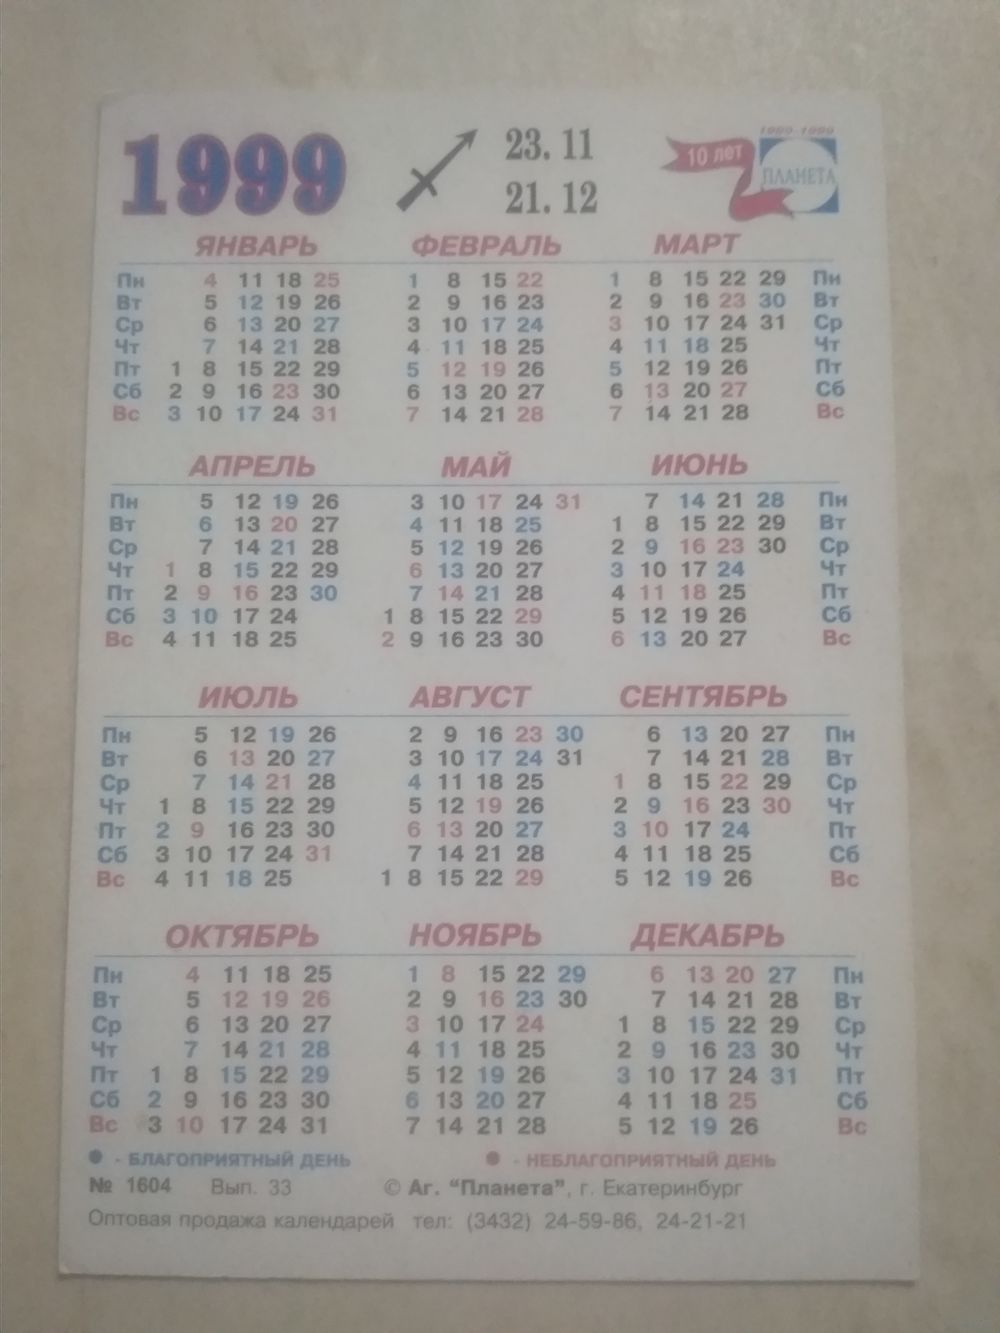 1999 23.11 10 лет 1989-1999
21.12 ПЛАНЕТА
ЯНВАРЬ ФЕВРАЛЬ МАРТ
Пн 4 11 18 25 1 8 15 22 1 8 15 22 29 Пн
Вт 5 12 19 26 2 9 16 23 2 9 16 23 30 Вт
Ср 6 13 20 27 3 10 17 24 3 10 17 24 31 Ср
Чт 7 14 21 28 4 11 18 25 4 11 18 25 Чт
Пт 1 8 15 22 29 5 12 19 26 5 12 19 26 Пт
Сб 2 9 16 23 30 6 13 20 27 6 13 20 27 Сб
Вс 3 10 17 24 31 7 14 21 28 7 14 21 28 Вс
АПРЕЛЬ МАЙ ИЮНЬ
Пн 5 12 19 26 3 10 17 24 31 7 14 21 28 Пн
Вт 6 13 20 27 4 11 18 25 1 8 15 22 29 Вт
Ср 7 14 21 28 5 12 19 26 2 9 16 23 30 Ср
Чт 1 8 15 22 29 6 13 20 27 3 10 17 24 Чт
Пт 2 9 16 23 30 7 14 21 28 4 11 18 25 Пт
Сб 3 10 17 24 1 8 15 22 29 5 12 19 26 Сб
Вс 4 11 18 25 2 9 16 23 30 6 13 20 27 Вс
ИЮЛЬ АВГУСТ СЕНТЯБРЬ
Пн 5 12 19 26 2 9 16 23 30 6 13 20 27 Пн
Вт 6 13 20 27 3 10 17 24 31 7 14 21 28 Вт
Ср 7 14 21 28 4 11 18 25 1 8 15 22 29 Ср
Чт 1 8 15 22 29 5 12 19 26 2 9 16 23 30 Чт
Пт 2 9 16 23 30 6 13 20 27 3 10 17 24 Пт
Сб 3 10 17 24 31 7 14 21 28 4 11 18 25 Сб
Вс 4 11 18 25 1 8 15 22 29 5 12 19 26 Вс
ОКТЯБРЬ НОЯБРЬ ДЕКАБРЬ
Пн 4 11 18 25 1 8 15 22 29 6 13 20 27 Пн
Вт 5 12 19 26 2 9 16 23 30 7 14 21 28 Вт
Ср 6 13 20 27 3 10 17 24 1 8 15 22 29 Ср
Чт 7 14 21 28 4 11 18 25 2 9 16 23 30 Чт
Пт 1 8 15 22 29 5 12 19 26 3 10 17 24 31 Пт
Сб 2 9 16 23 30 6 13 20 27 4 11 18 25 Сб
Вс 3 10 17 24 31 7 14 21 28 5 12 19 26 Вс
● - БЛАГОПРИЯТНЫЙ ДЕНЬ ● - НЕБЛАГОПРИЯТНЫЙ ДЕНЬ
№ 1604 Вып. 33 © Аг. "Планета", г. Екатеринбург
Оптовая продажа календарей тел: (3432) 24-59-86, 24-21-21